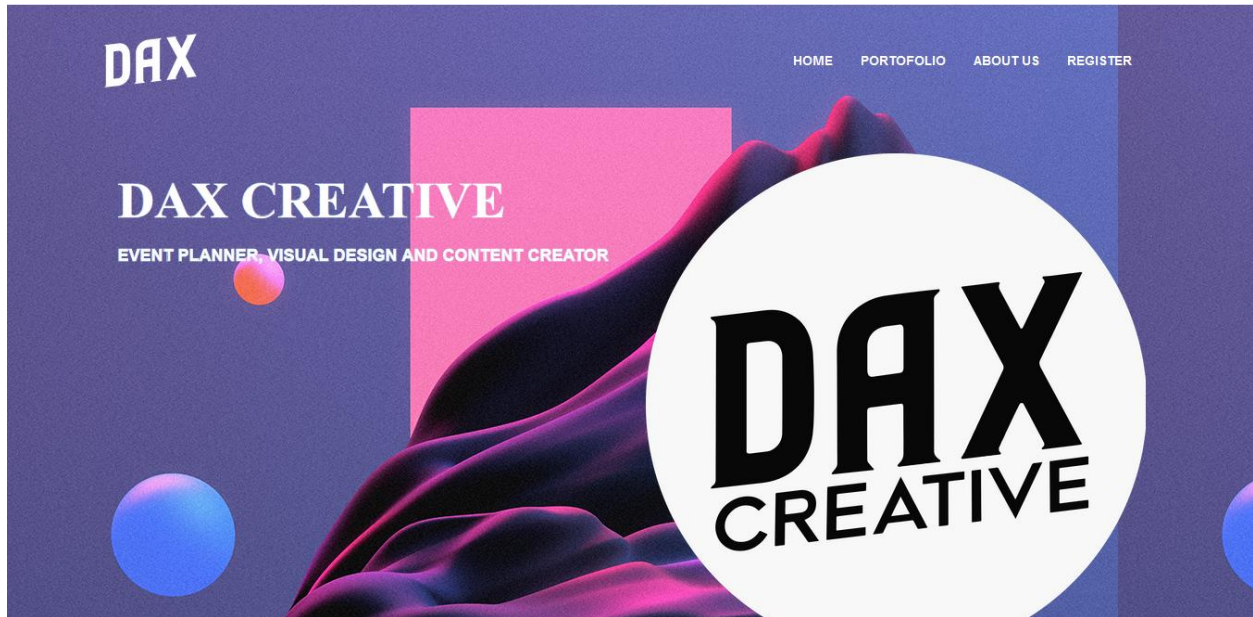 DAX
HOME PORTOFOLIO ABOUT US REGISTER
DAX CREATIVE
EVENT PLANNER, VISUAL DESIGN AND CONTENT CREATOR
DAX
CREATIVE